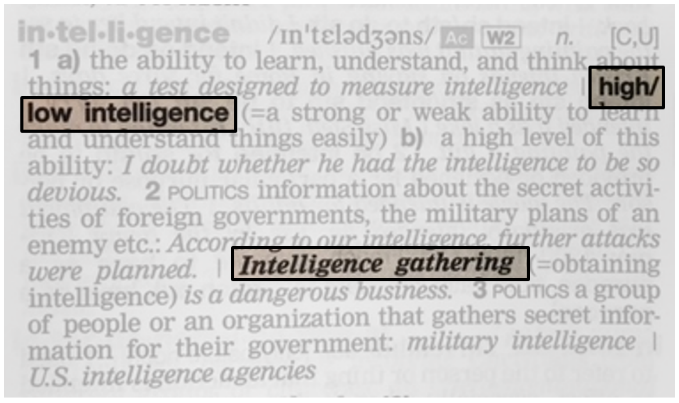 in·tel·li·gence /ɪnˈtɛlədʒəns/ Ac W2 n. [C,U]
1 a) the ability to learn, understand, and think about
things: a test designed to measure intelligence | high/
low intelligence (=a strong or weak ability to learn
and understand things easily) b) a high level of this
ability: I doubt whether he had the intelligence to be so
devious. 2 POLITICS information about the secret activi-
ties of foreign governments, the military plans of an
enemy etc.: According to our intelligence, further attacks
were planned. | Intelligence gathering (=obtaining
intelligence) is a dangerous business. 3 POLITICS a group
of people or an organization that gathers secret infor-
mation for their government: military intelligence |
U.S. intelligence agencies